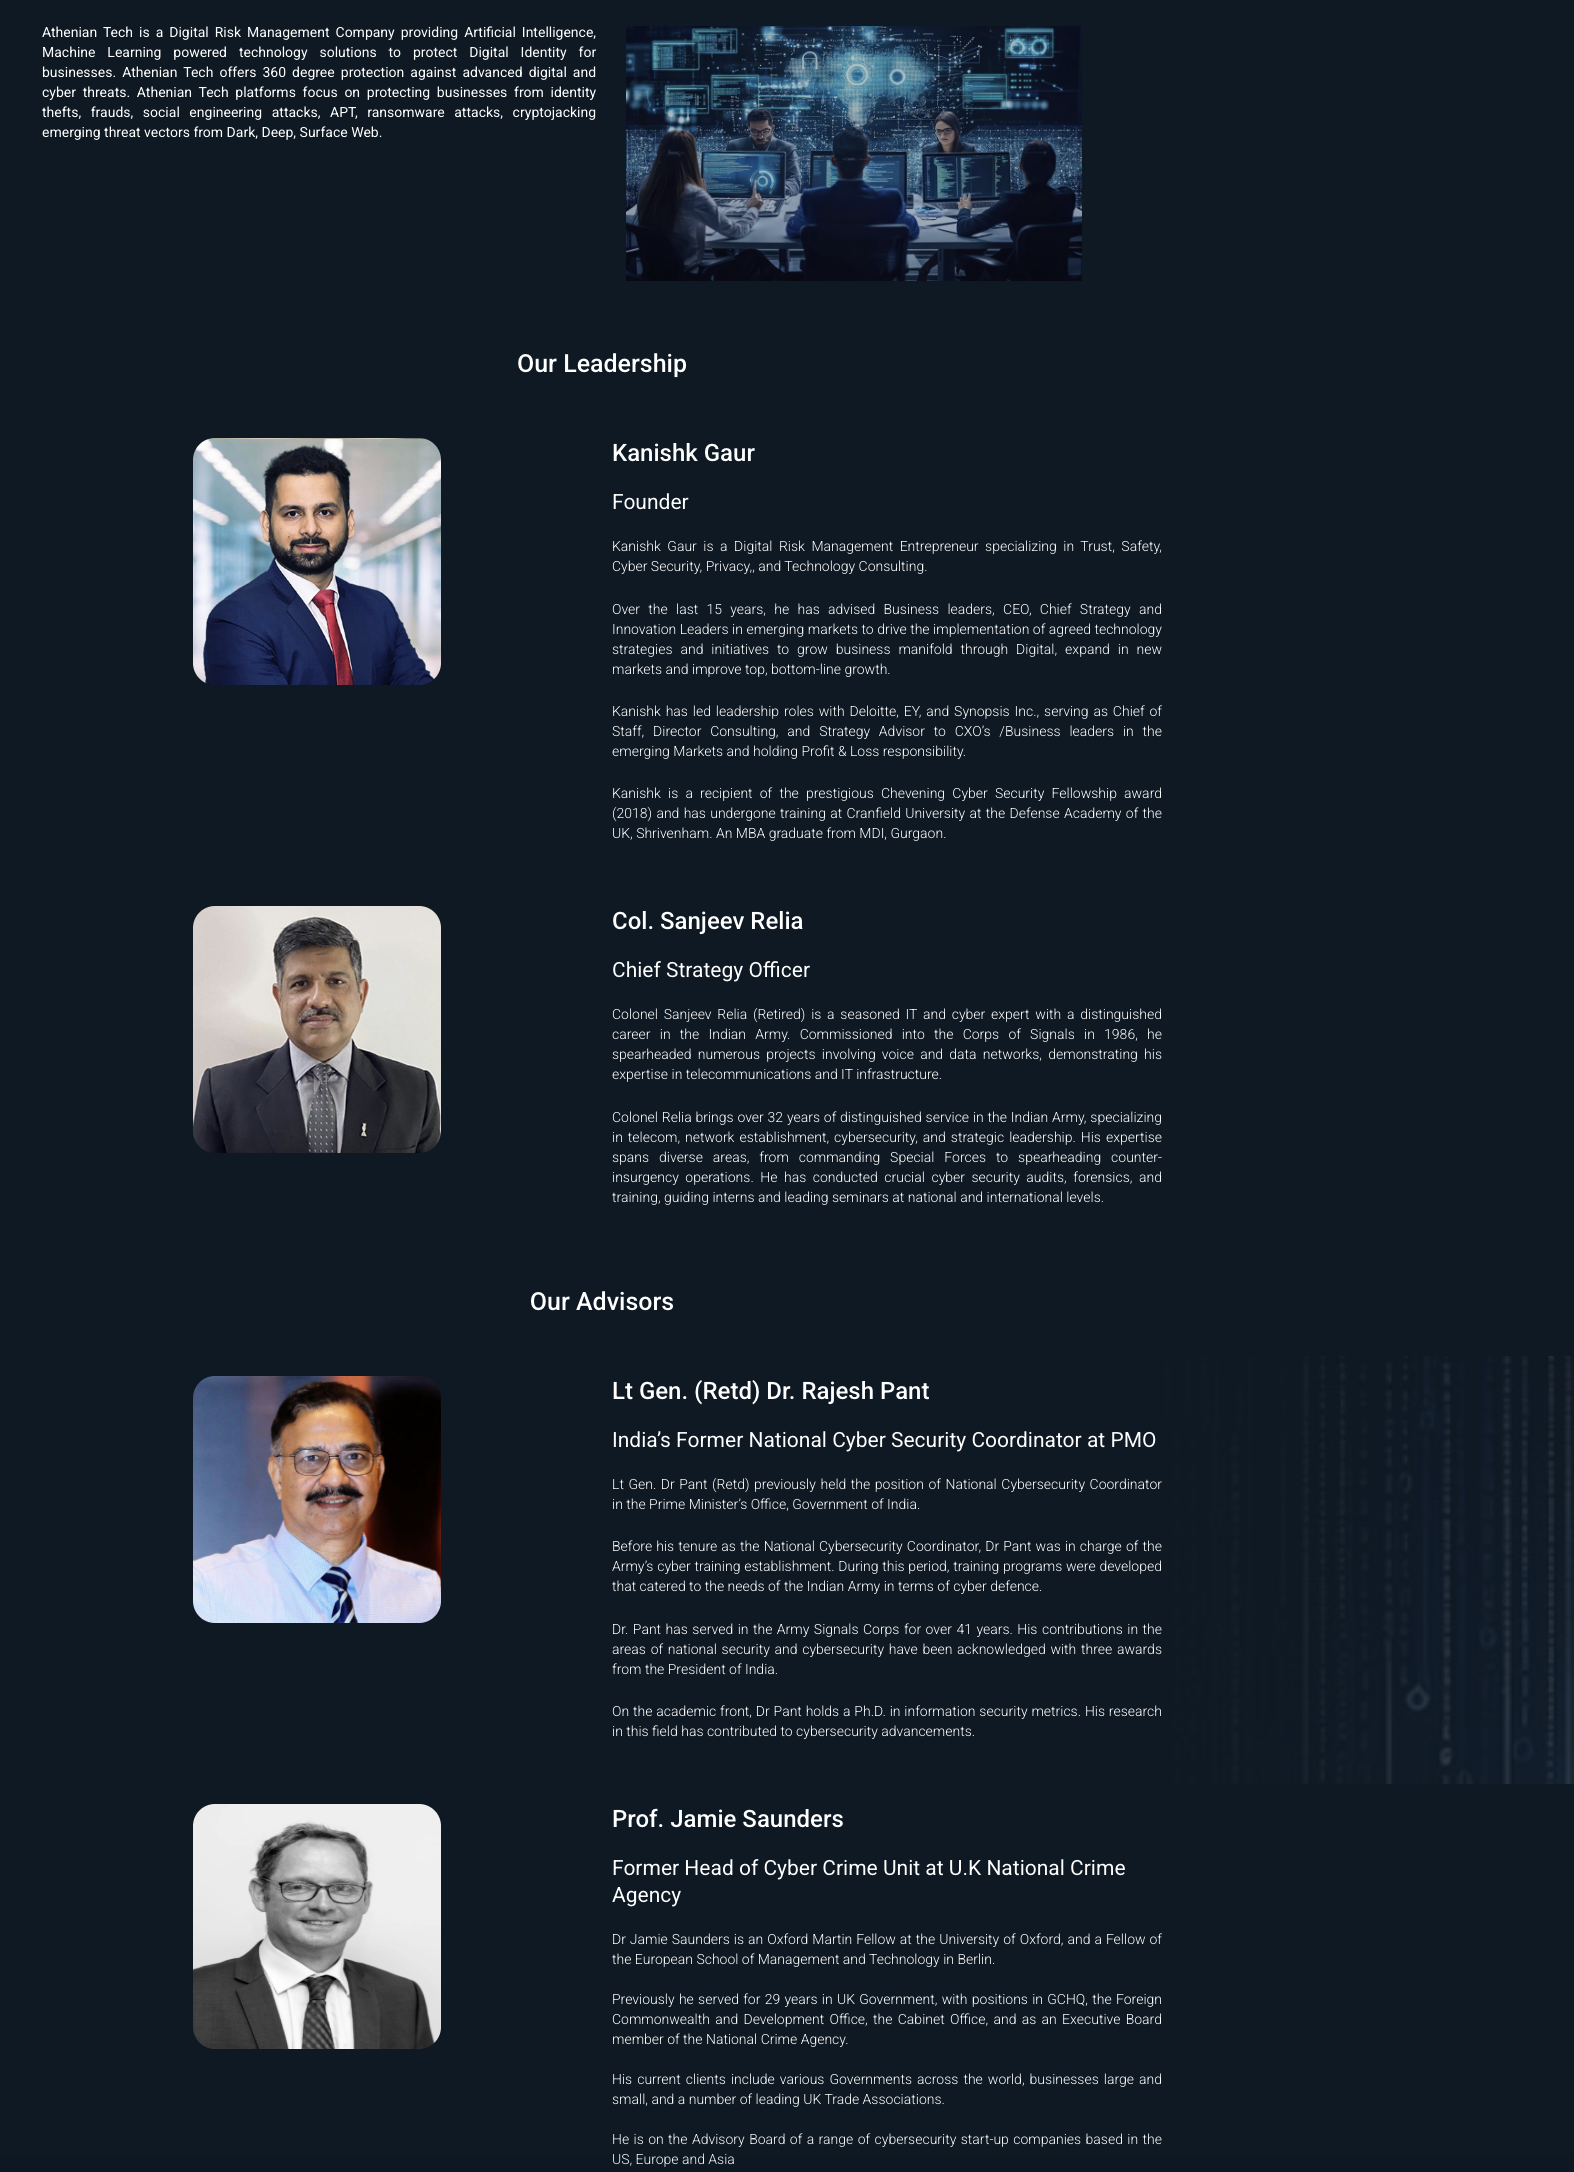 Athenian Tech is a Digital Risk Management Company providing Artificial Intelligence,
Machine Learning powered technology solutions to protect Digital Identity for
businesses. Athenian Tech offers 360 degree protection against advanced digital and
cyber threats. Athenian Tech platforms focus on protecting businesses from identity
thefts, frauds, social engineering attacks, APT, ransomware attacks, cryptojacking
emerging threat vectors from Dark, Deep, Surface Web.
Our Leadership
Kanishk Gaur
Founder
Kanishk Gaur is a Digital Risk Management Entrepreneur specializing in Trust, Safety,
Cyber Security, Privacy,, and Technology Consulting.
Over the last 15 years, he has advised Business leaders, CEO, Chief Strategy and
Innovation Leaders in emerging markets to drive the implementation of agreed technology
strategies and initiatives to grow business manifold through Digital, expand in new
markets and improve top, bottom-line growth.
Kanishk has led leadership roles with Deloitte, EY, and Synopsis Inc., serving as Chief of
Staff, Director Consulting, and Strategy Advisor to CXO's /Business leaders in the
emerging Markets and holding Profit & Loss responsibility.
Kanishk is a recipient of the prestigious Chevening Cyber Security Fellowship award
(2018) and has undergone training at Cranfield University at the Defense Academy of the
UK, Shrivenham. An MBA graduate from MDI, Gurgaon.
Col. Sanjeev Relia
Chief Strategy Officer
Colonel Sanjeev Relia (Retired) is a seasoned IT and cyber expert with a distinguished
career in the Indian Army. Commissioned into the Corps of Signals in 1986, he
spearheaded numerous projects involving voice and data networks, demonstrating his
expertise in telecommunications and IT infrastructure.
Colonel Relia brings over 32 years of distinguished service in the Indian Army, specializing
in telecom, network establishment, cybersecurity, and strategic leadership. His expertise
spans diverse areas, from commanding Special Forces to spearheading counter-
insurgency operations. He has conducted crucial cyber security audits, forensics, and
training, guiding interns and leading seminars at national and international levels.
Our Advisors
Lt Gen. (Retd) Dr. Rajesh Pant
India’s Former National Cyber Security Coordinator at PMO
Lt Gen. Dr Pant (Retd) previously held the position of National Cybersecurity Coordinator
in the Prime Minister’s Office, Government of India.
Before his tenure as the National Cybersecurity Coordinator, Dr Pant was in charge of the
Army’s cyber training establishment. During this period, training programs were developed
that catered to the needs of the Indian Army in terms of cyber defence.
Dr. Pant has served in the Army Signals Corps for over 41 years. His contributions in the
areas of national security and cybersecurity have been acknowledged with three awards
from the President of India.
On the academic front, Dr Pant holds a Ph.D. in information security metrics. His research
in this field has contributed to cybersecurity advancements.
Prof. Jamie Saunders
Former Head of Cyber Crime Unit at U.K National Crime
Agency
Dr Jamie Saunders is an Oxford Martin Fellow at the University of Oxford, and a Fellow of
the European School of Management and Technology in Berlin.
Previously he served for 29 years in UK Government, with positions in GCHQ, the Foreign
Commonwealth and Development Office, the Cabinet Office, and as an Executive Board
member of the National Crime Agency.
His current clients include various Governments across the world, businesses large and
small, and a number of leading UK Trade Associations.
He is on the Advisory Board of a range of cybersecurity start-up companies based in the
US, Europe and Asia